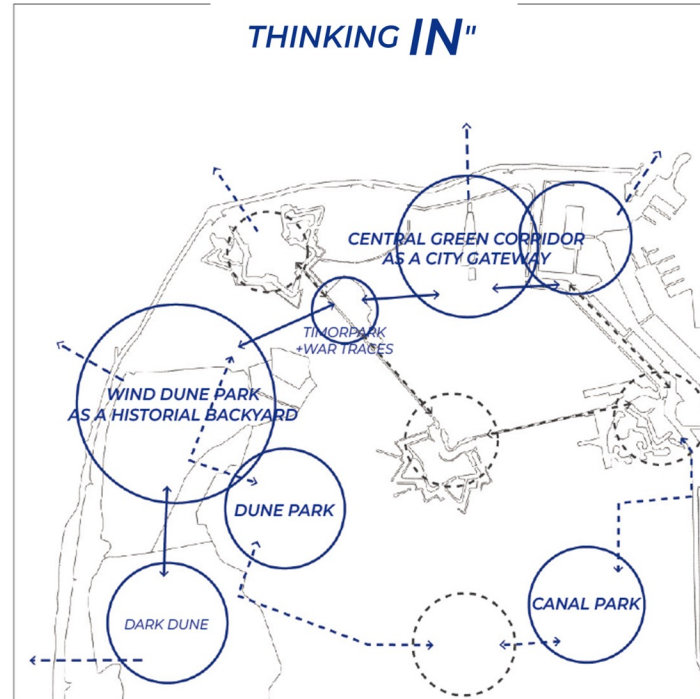 THINKING IN"
CENTRAL GREEN CORRIDOR
AS A CITY GATEWAY
TIMORPARK
+WAR TRACES
WIND DUNE PARK
AS A HISTORIAL BACKYARD
DUNE PARK
CANAL PARK
DARK DUNE